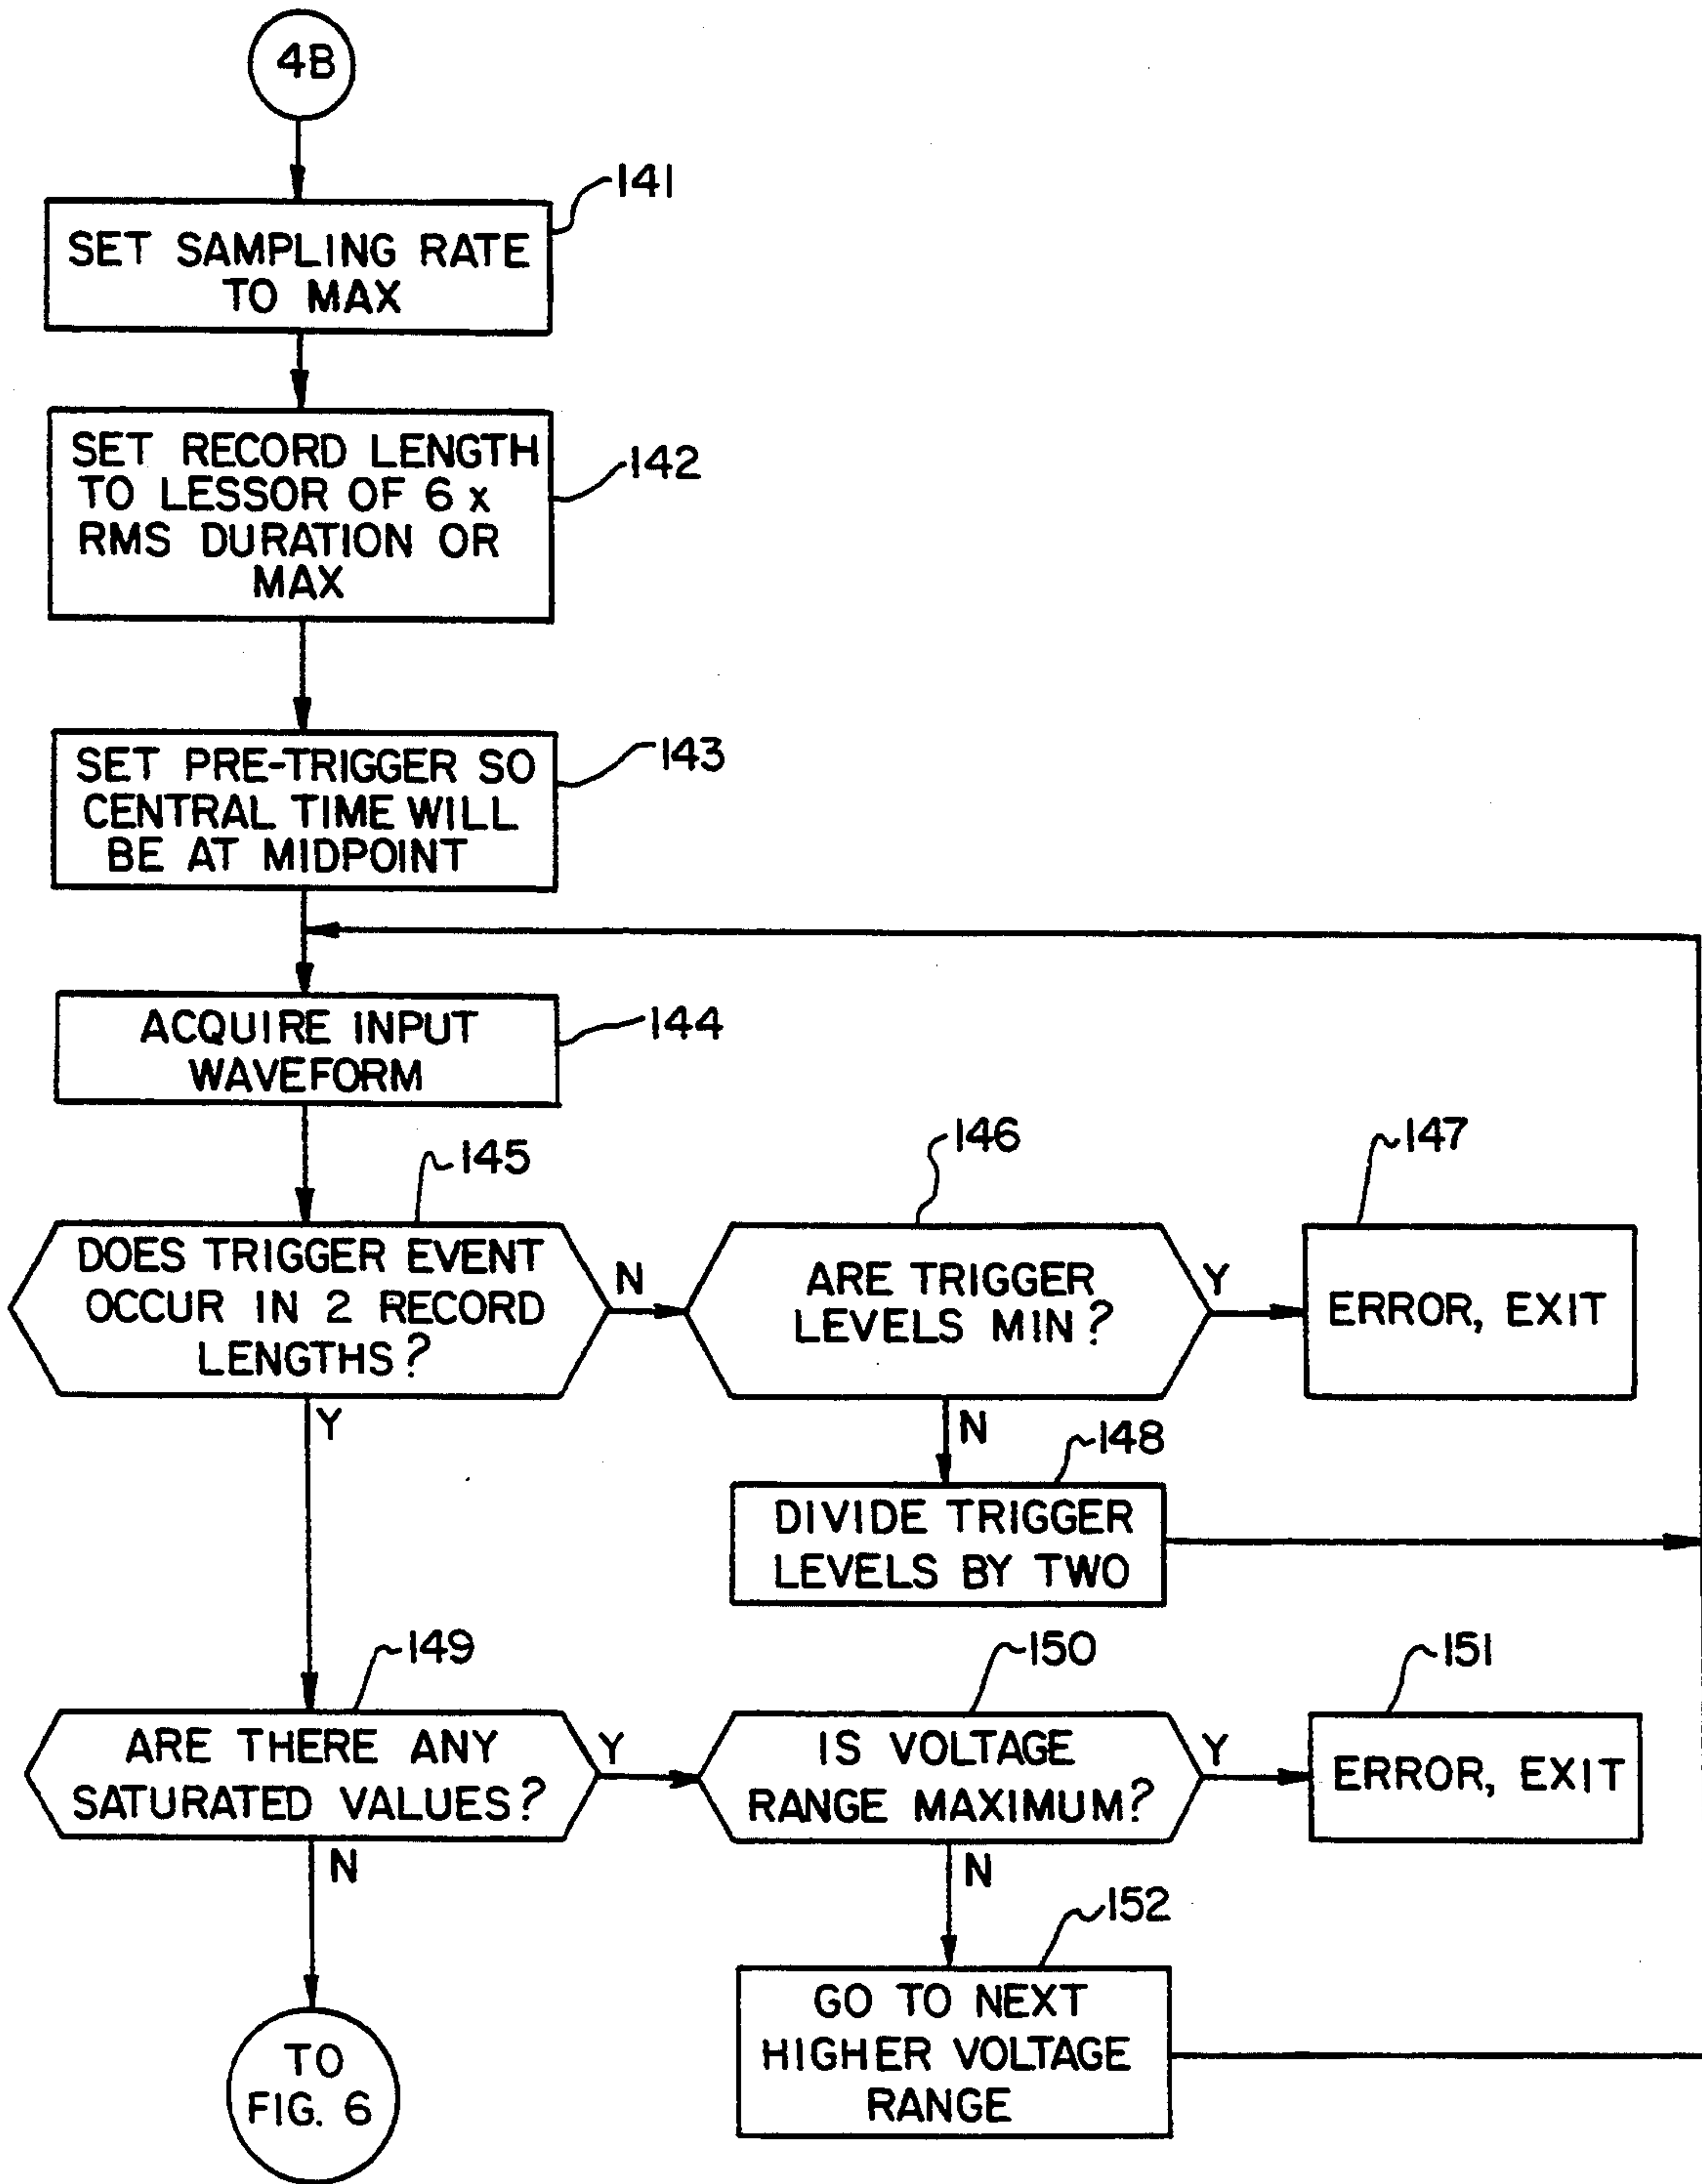 4B
141
SET SAMPLING RATE
TO MAX
SET RECORD LENGTH
TO LESSOR OF 6 x
RMS DURATION OR
MAX
142
SET PRE-TRIGGER SO
CENTRAL TIME WILL
BE AT MIDPOINT
143
ACQUIRE INPUT
WAVEFORM
144
145
DOES TRIGGER EVENT
OCCUR IN 2 RECORD
LENGTHS?
N
Y
146
ARE TRIGGER
LEVELS MIN?
Y
N
147
ERROR, EXIT
148
DIVIDE TRIGGER
LEVELS BY TWO
149
ARE THERE ANY
SATURATED VALUES?
Y
N
150
IS VOLTAGE
RANGE MAXIMUM?
Y
N
151
ERROR, EXIT
152
GO TO NEXT
HIGHER VOLTAGE
RANGE
TO
FIG. 6